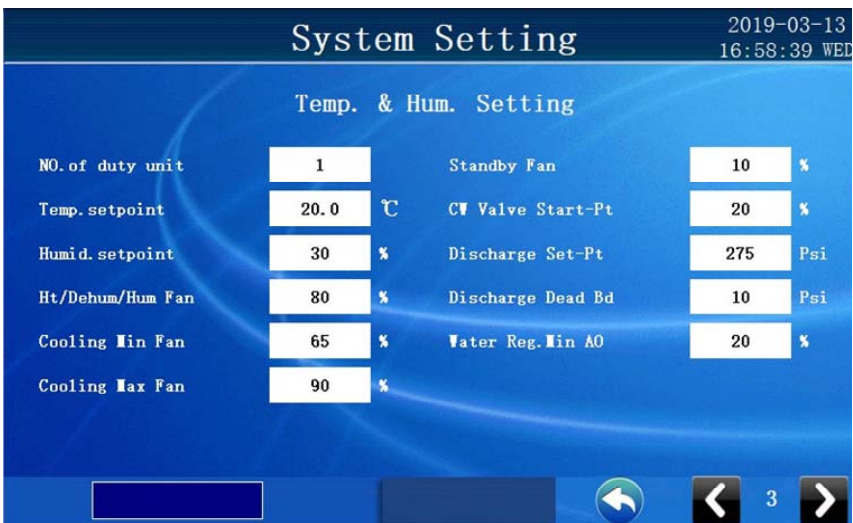 System Setting
2019-03-13
16:58:39 WED
Temp. & Hum. Setting
NO.of duty unit 1 Standby Fan 10 %
Temp.setpoint 20.0 ℃ CW Valve Start-Pt 20 %
Humid.setpoint 30 % Discharge Set-Pt 275 Psi
Ht/Dehum/Hum Fan 80 % Discharge Dead Bd 10 Psi
Cooling Min Fan 65 % Water Reg.Min AO 20 %
Cooling Max Fan 90 %
3